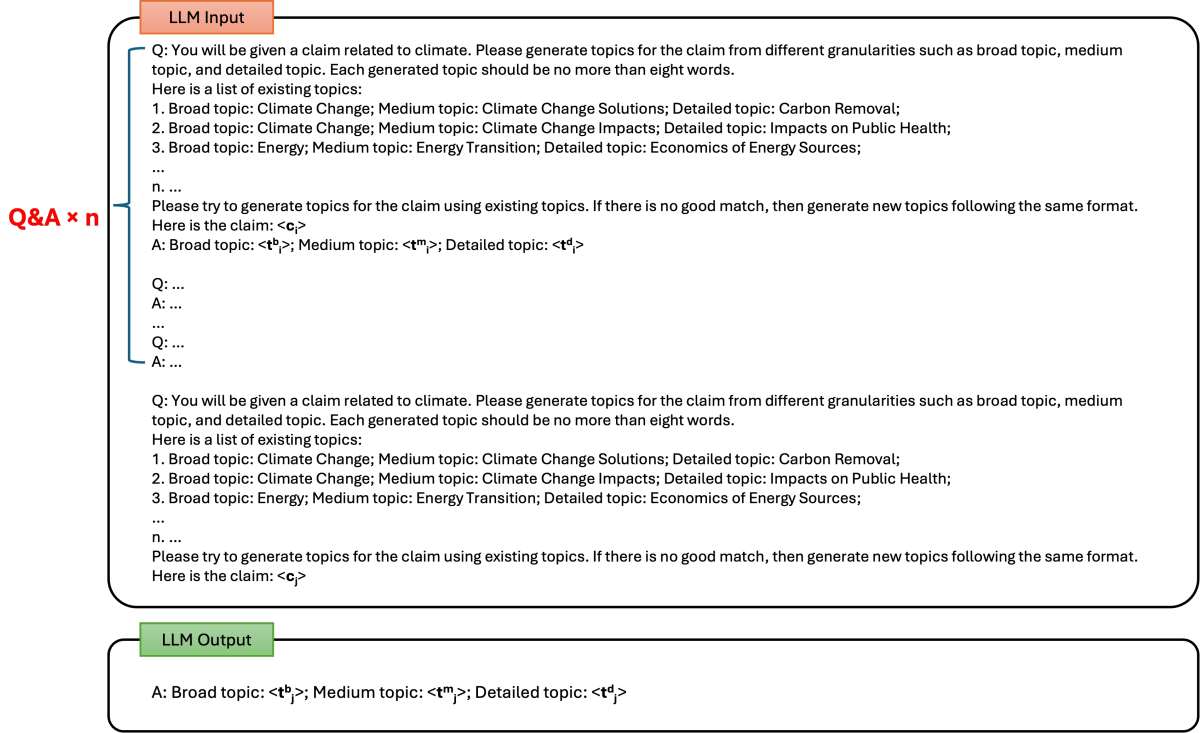 LLM Input
Q: You will be given a claim related to climate. Please generate topics for the claim from different granularities such as broad topic, medium
topic, and detailed topic. Each generated topic should be no more than eight words.
Here is a list of existing topics:
1. Broad topic: Climate Change; Medium topic: Climate Change Solutions; Detailed topic: Carbon Removal;
2. Broad topic: Climate Change; Medium topic: Climate Change Impacts; Detailed topic: Impacts on Public Health;
3. Broad topic: Energy; Medium topic: Energy Transition; Detailed topic: Economics of Energy Sources;
...
n. ...
Please try to generate topics for the claim using existing topics. If there is no good match, then generate new topics following the same format.
Q&A × n
Here is the claim: <cᵢ>
A: Broad topic: <tᵇᵢ>; Medium topic: <tᵐᵢ>; Detailed topic: <tᵈᵢ>
Q: ...
A: ...
...
Q: ...
A: ...
Q: You will be given a claim related to climate. Please generate topics for the claim from different granularities such as broad topic, medium
topic, and detailed topic. Each generated topic should be no more than eight words.
Here is a list of existing topics:
1. Broad topic: Climate Change; Medium topic: Climate Change Solutions; Detailed topic: Carbon Removal;
2. Broad topic: Climate Change; Medium topic: Climate Change Impacts; Detailed topic: Impacts on Public Health;
3. Broad topic: Energy; Medium topic: Energy Transition; Detailed topic: Economics of Energy Sources;
...
n. ...
Please try to generate topics for the claim using existing topics. If there is no good match, then generate new topics following the same format.
Here is the claim: <cⱼ>
LLM Output
A: Broad topic: <tᵇⱼ>; Medium topic: <tᵐⱼ>; Detailed topic: <tᵈⱼ>